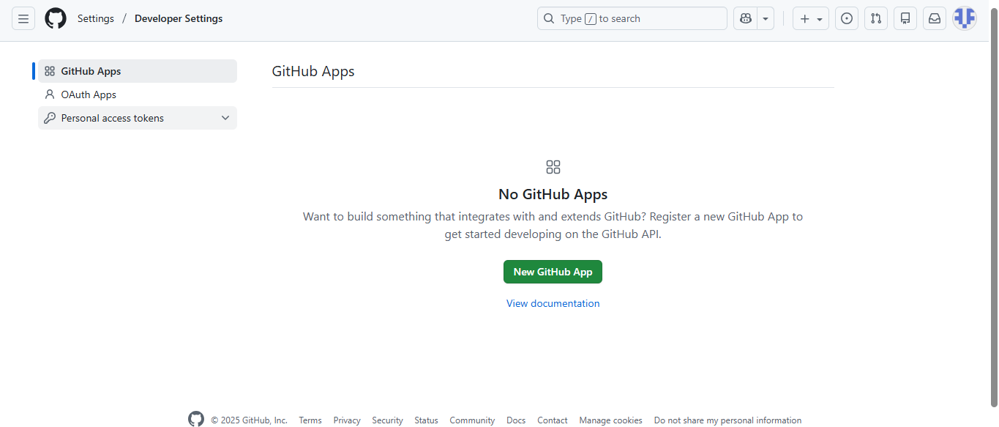 Settings / Developer Settings
Type / to search
GitHub Apps
OAuth Apps
Personal access tokens
GitHub Apps
No GitHub Apps
Want to build something that integrates with and extends GitHub? Register a new GitHub App to
get started developing on the GitHub API.
New GitHub App
View documentation
© 2025 GitHub, Inc. Terms Privacy Security Status Community Docs Contact Manage cookies Do not share my personal information